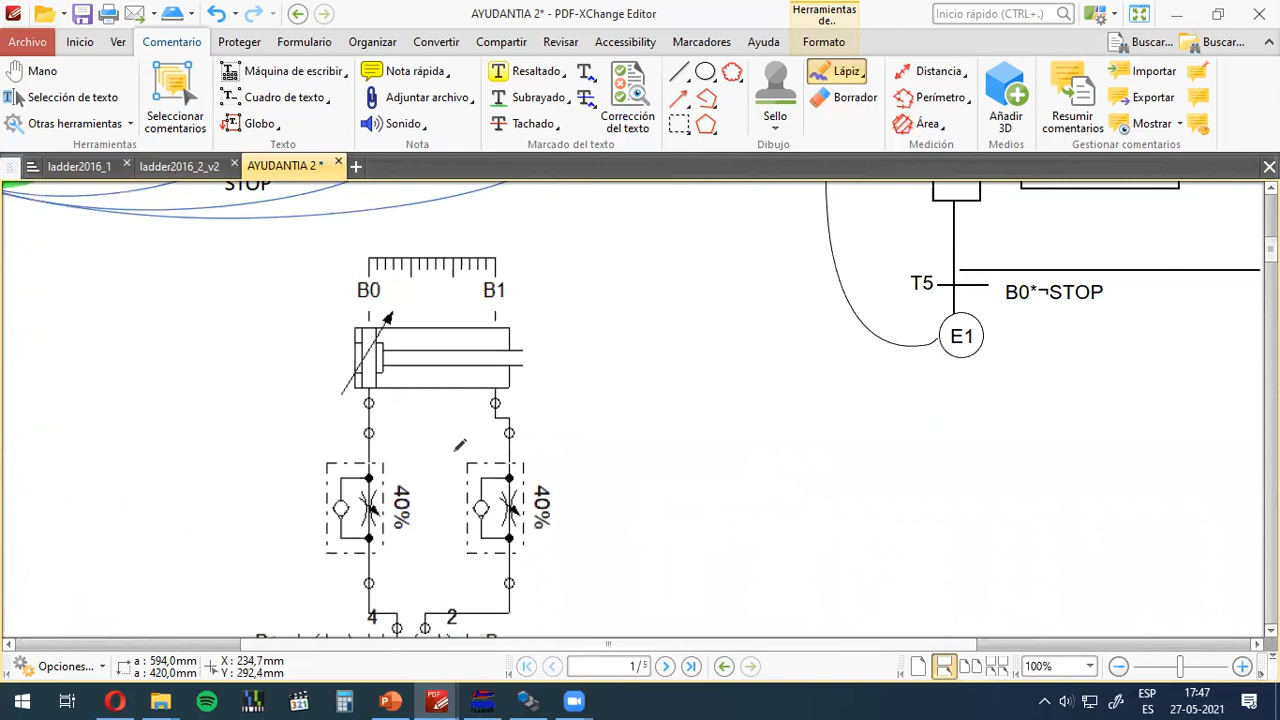 AYUDANTIA 2 * - PDF-XChange Editor
Herramientas
de..
Inicio rápido (CTRL+.)
Archivo
Inicio
Ver
Comentario
Proteger
Formulario
Organizar
Convertir
Compartir
Revisar
Accessibility
Marcadores
Ayuda
Formato
Buscar...
Buscar...
Mano
Selección de texto
Otras herramientas
Seleccionar
comentarios
Herramientas
Máquina de escribir
Cuadro de texto
Globo
Texto
Nota rápida
Adjuntar archivo
Sonido
Nota
Resaltado
Subrayado
Tachado
Corrección
del texto
Marcado del texto
Dibujo
Sello
Lápiz
Borrador
Distancia
Perímetro
Área
Medición
Añadir
3D
Medios
Resumir
comentarios
Importar
Exportar
Mostrar
Gestionar comentarios
ladder2016_1
ladder2016_2_v2
AYUDANTIA 2 *
STOP
B0
B1
T5
B0*¬STOP
E1
40%
40%
4
2
Opciones...
a : 594,0mm
a : 420,0mm
X : 234,7mm
Y : 292,4mm
1/5
100%
321
ESP
ES
17:47
27-05-2021